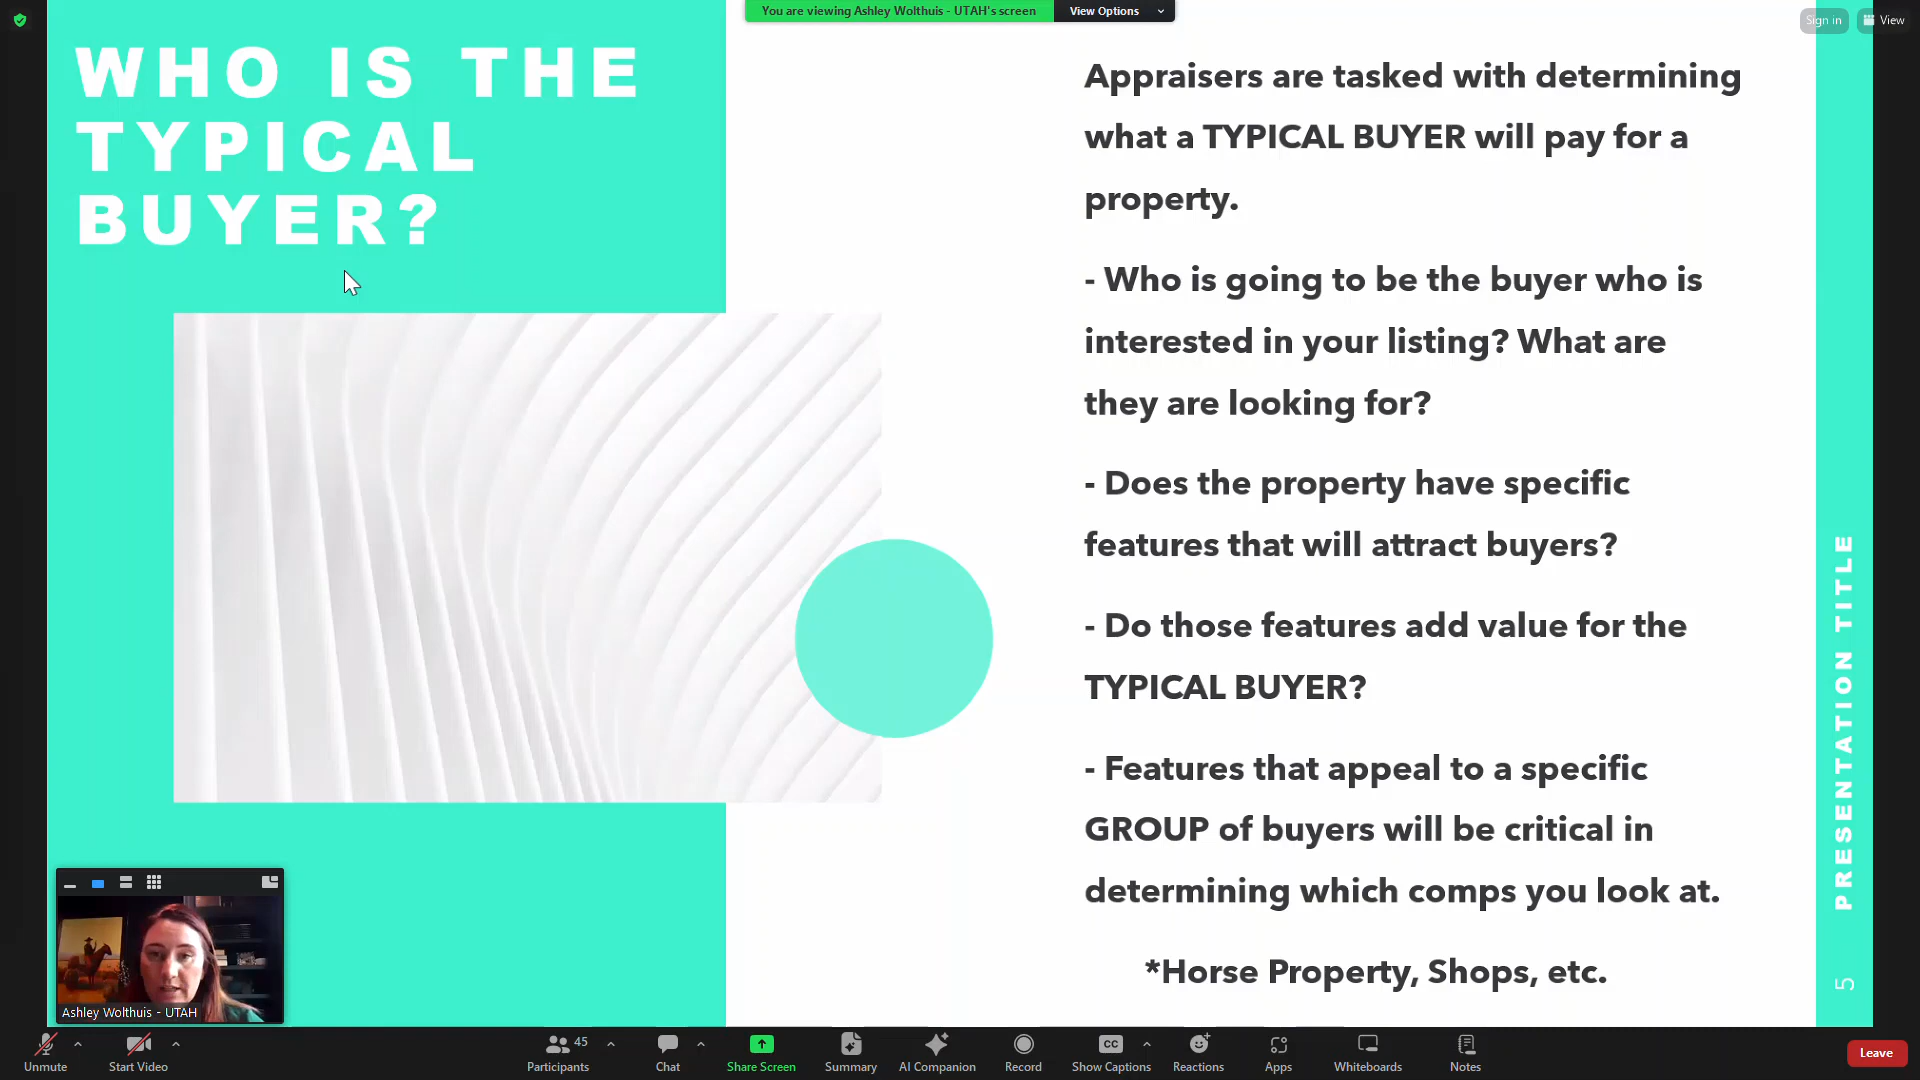 You are viewing Ashley Wolthuis - UTAH's screen
View Options
Sign in
View
WHO IS THE
TYPICAL
BUYER?
Appraisers are tasked with determining
what a TYPICAL BUYER will pay for a
property.
- Who is going to be the buyer who is
interested in your listing? What are
they are looking for?
- Does the property have specific
features that will attract buyers?
- Do those features add value for the
TYPICAL BUYER?
- Features that appeal to a specific
GROUP of buyers will be critical in
determining which comps you look at.
*Horse Property, Shops, etc.
PRESENTATION TITLE
5
Ashley Wolthuis - UTAH
Unmute
Start Video
45
Participants
Chat
Share Screen
Summary
AI Companion
Record
CC
Show Captions
Reactions
Apps
Whiteboards
Notes
Leave